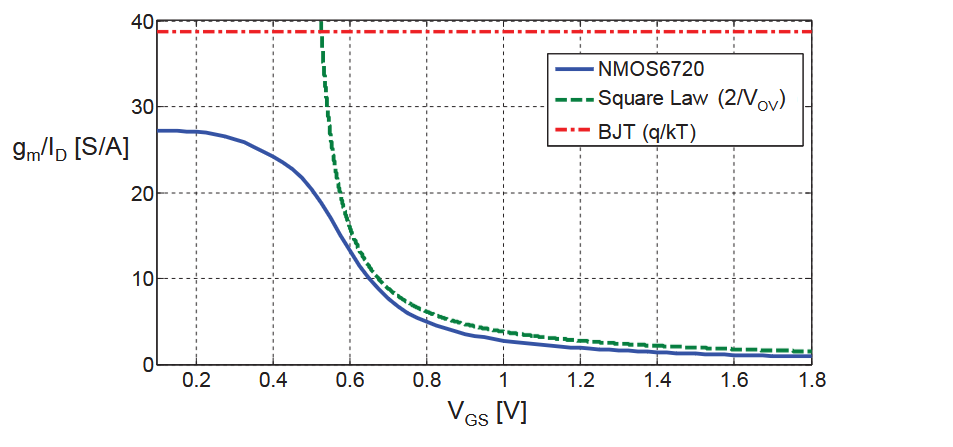 40
30
20
10
0
gm/ID [S/A]
NMOS6720
Square Law (2/VOV)
BJT (q/kT)
0.2 0.4 0.6 0.8 1 1.2 1.4 1.6 1.8
VGS [V]